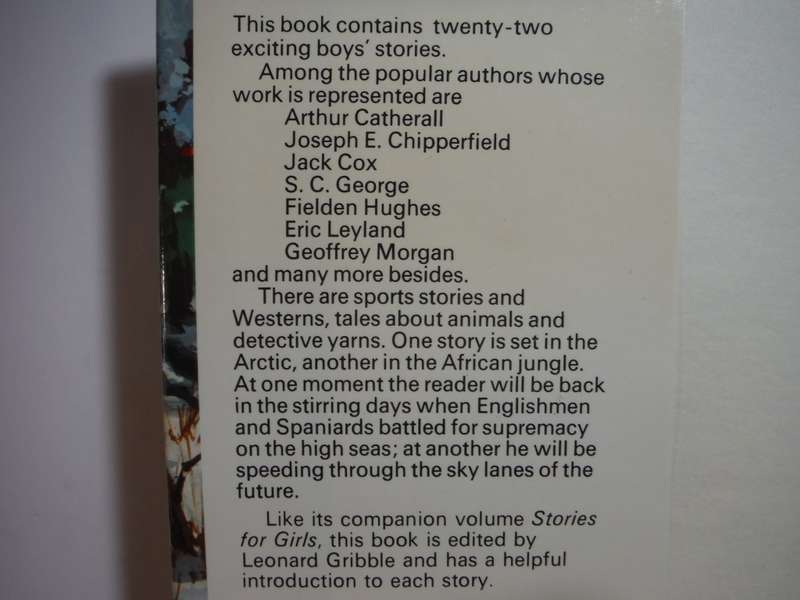 This book contains twenty-two
exciting boys' stories.
Among the popular authors whose
work is represented are
Arthur Catherall
Joseph E. Chipperfield
Jack Cox
S. C. George
Fielden Hughes
Eric Leyland
Geoffrey Morgan
and many more besides.
There are sports stories and
Westerns, tales about animals and
detective yarns. One story is set in the
Arctic, another in the African jungle.
At one moment the reader will be back
in the stirring days when Englishmen
and Spaniards battled for supremacy
on the high seas; at another he will be
speeding through the sky lanes of the
future.
Like its companion volume Stories
for Girls, this book is edited by
Leonard Gribble and has a helpful
introduction to each story.